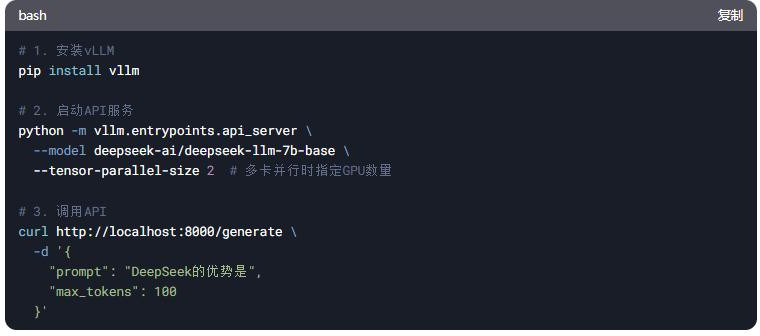 bash
复制
# 1. 安装vLLM
pip install vllm
# 2. 启动API服务
python -m vllm.entrypoints.api_server \
--model deepseek-ai/deepseek-llm-7b-base \
--tensor-parallel-size 2  # 多卡并行时指定GPU数量
# 3. 调用API
curl http://localhost:8000/generate \
-d '{
"prompt": "DeepSeek的优势是",
"max_tokens": 100
}'